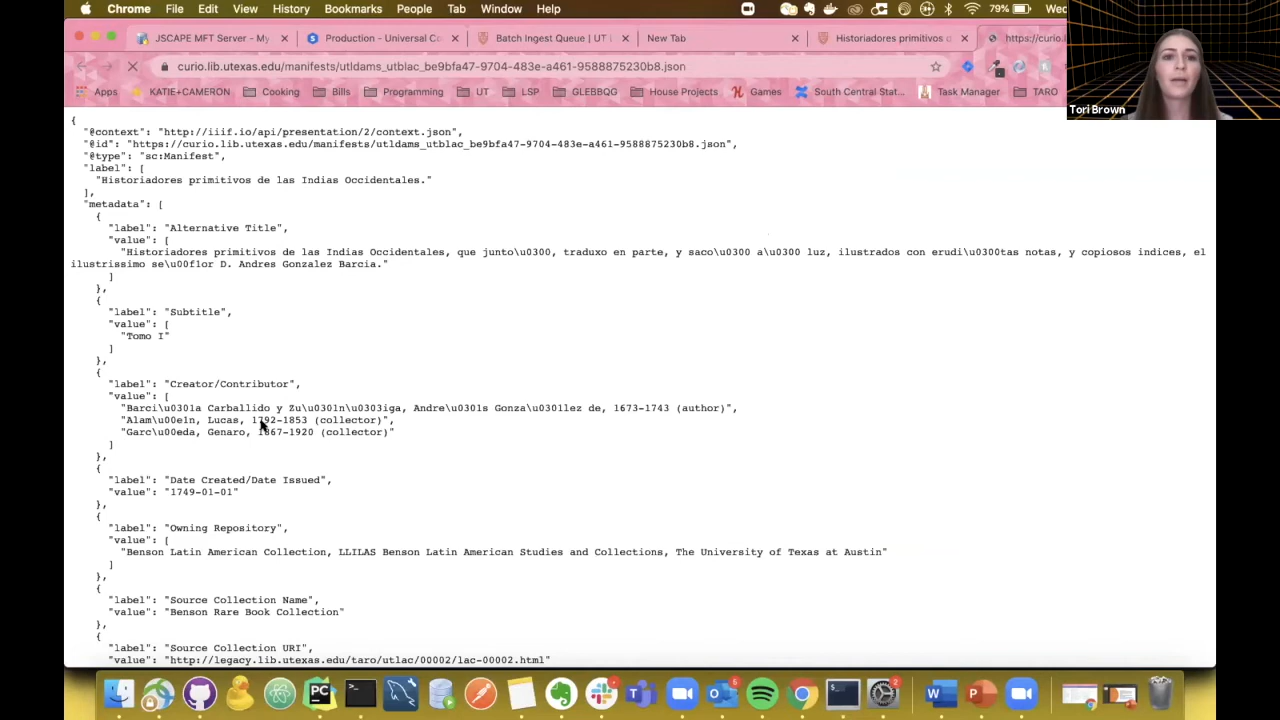 Chrome File Edit View History Bookmarks People Tab Window Help 79% Wed
JSCAPE MFT Server - My Production - Universal Co Batch Ingest Queue | UT L New Tab Historiadores primitivos d https://curio.l
curio.lib.utexas.edu/manifests/utldams_utblac_be9bfa47-9704-483e-a461-9588875230b8.json
Apps KATIE+CAMERON Cooking Bills Programming UT LSP GLEBBQG House Projects Games South Central Stat... Task Manager TARO
Tori Brown
{
"@context": "http://iiif.io/api/presentation/2/context.json",
"@id": "https://curio.lib.utexas.edu/manifests/utldams_utblac_be9bfa47-9704-483e-a461-9588875230b8.json",
"@type": "sc:Manifest",
"label": [
"Historiadores primitivos de las Indias Occidentales."
],
"metadata": [
{
"label": "Alternative Title",
"value": [
"Historiadores primitivos de las Indias Occidentales, que junto\u0300, traduxo en parte, y saco\u0300 a\u0300 luz, ilustrados con erudi\u0300tas notas, y copiosos indices, el
ilustrissimo se\u00f1or D. Andres Gonzalez Barcia."
]
},
{
"label": "Subtitle",
"value": [
"Tomo I"
]
},
{
"label": "Creator/Contributor",
"value": [
"Barci\u0301a Carballido y Zu\u0301n\u0303iga, Andre\u0301s Gonza\u0301lez de, 1673-1743 (author)",
"Alam\u00e1n, Lucas, 1792-1853 (collector)",
"Garc\u00eda, Genaro, 1867-1920 (collector)"
]
},
{
"label": "Date Created/Date Issued",
"value": "1749-01-01"
},
{
"label": "Owning Repository",
"value": [
"Benson Latin American Collection, LLILAS Benson Latin American Studies and Collections, The University of Texas at Austin"
]
},
{
"label": "Source Collection Name",
"value": "Benson Rare Book Collection"
},
{
"label": "Source Collection URI",
"value": "http://legacy.lib.utexas.edu/taro/utlac/00002/lac-00002.html"